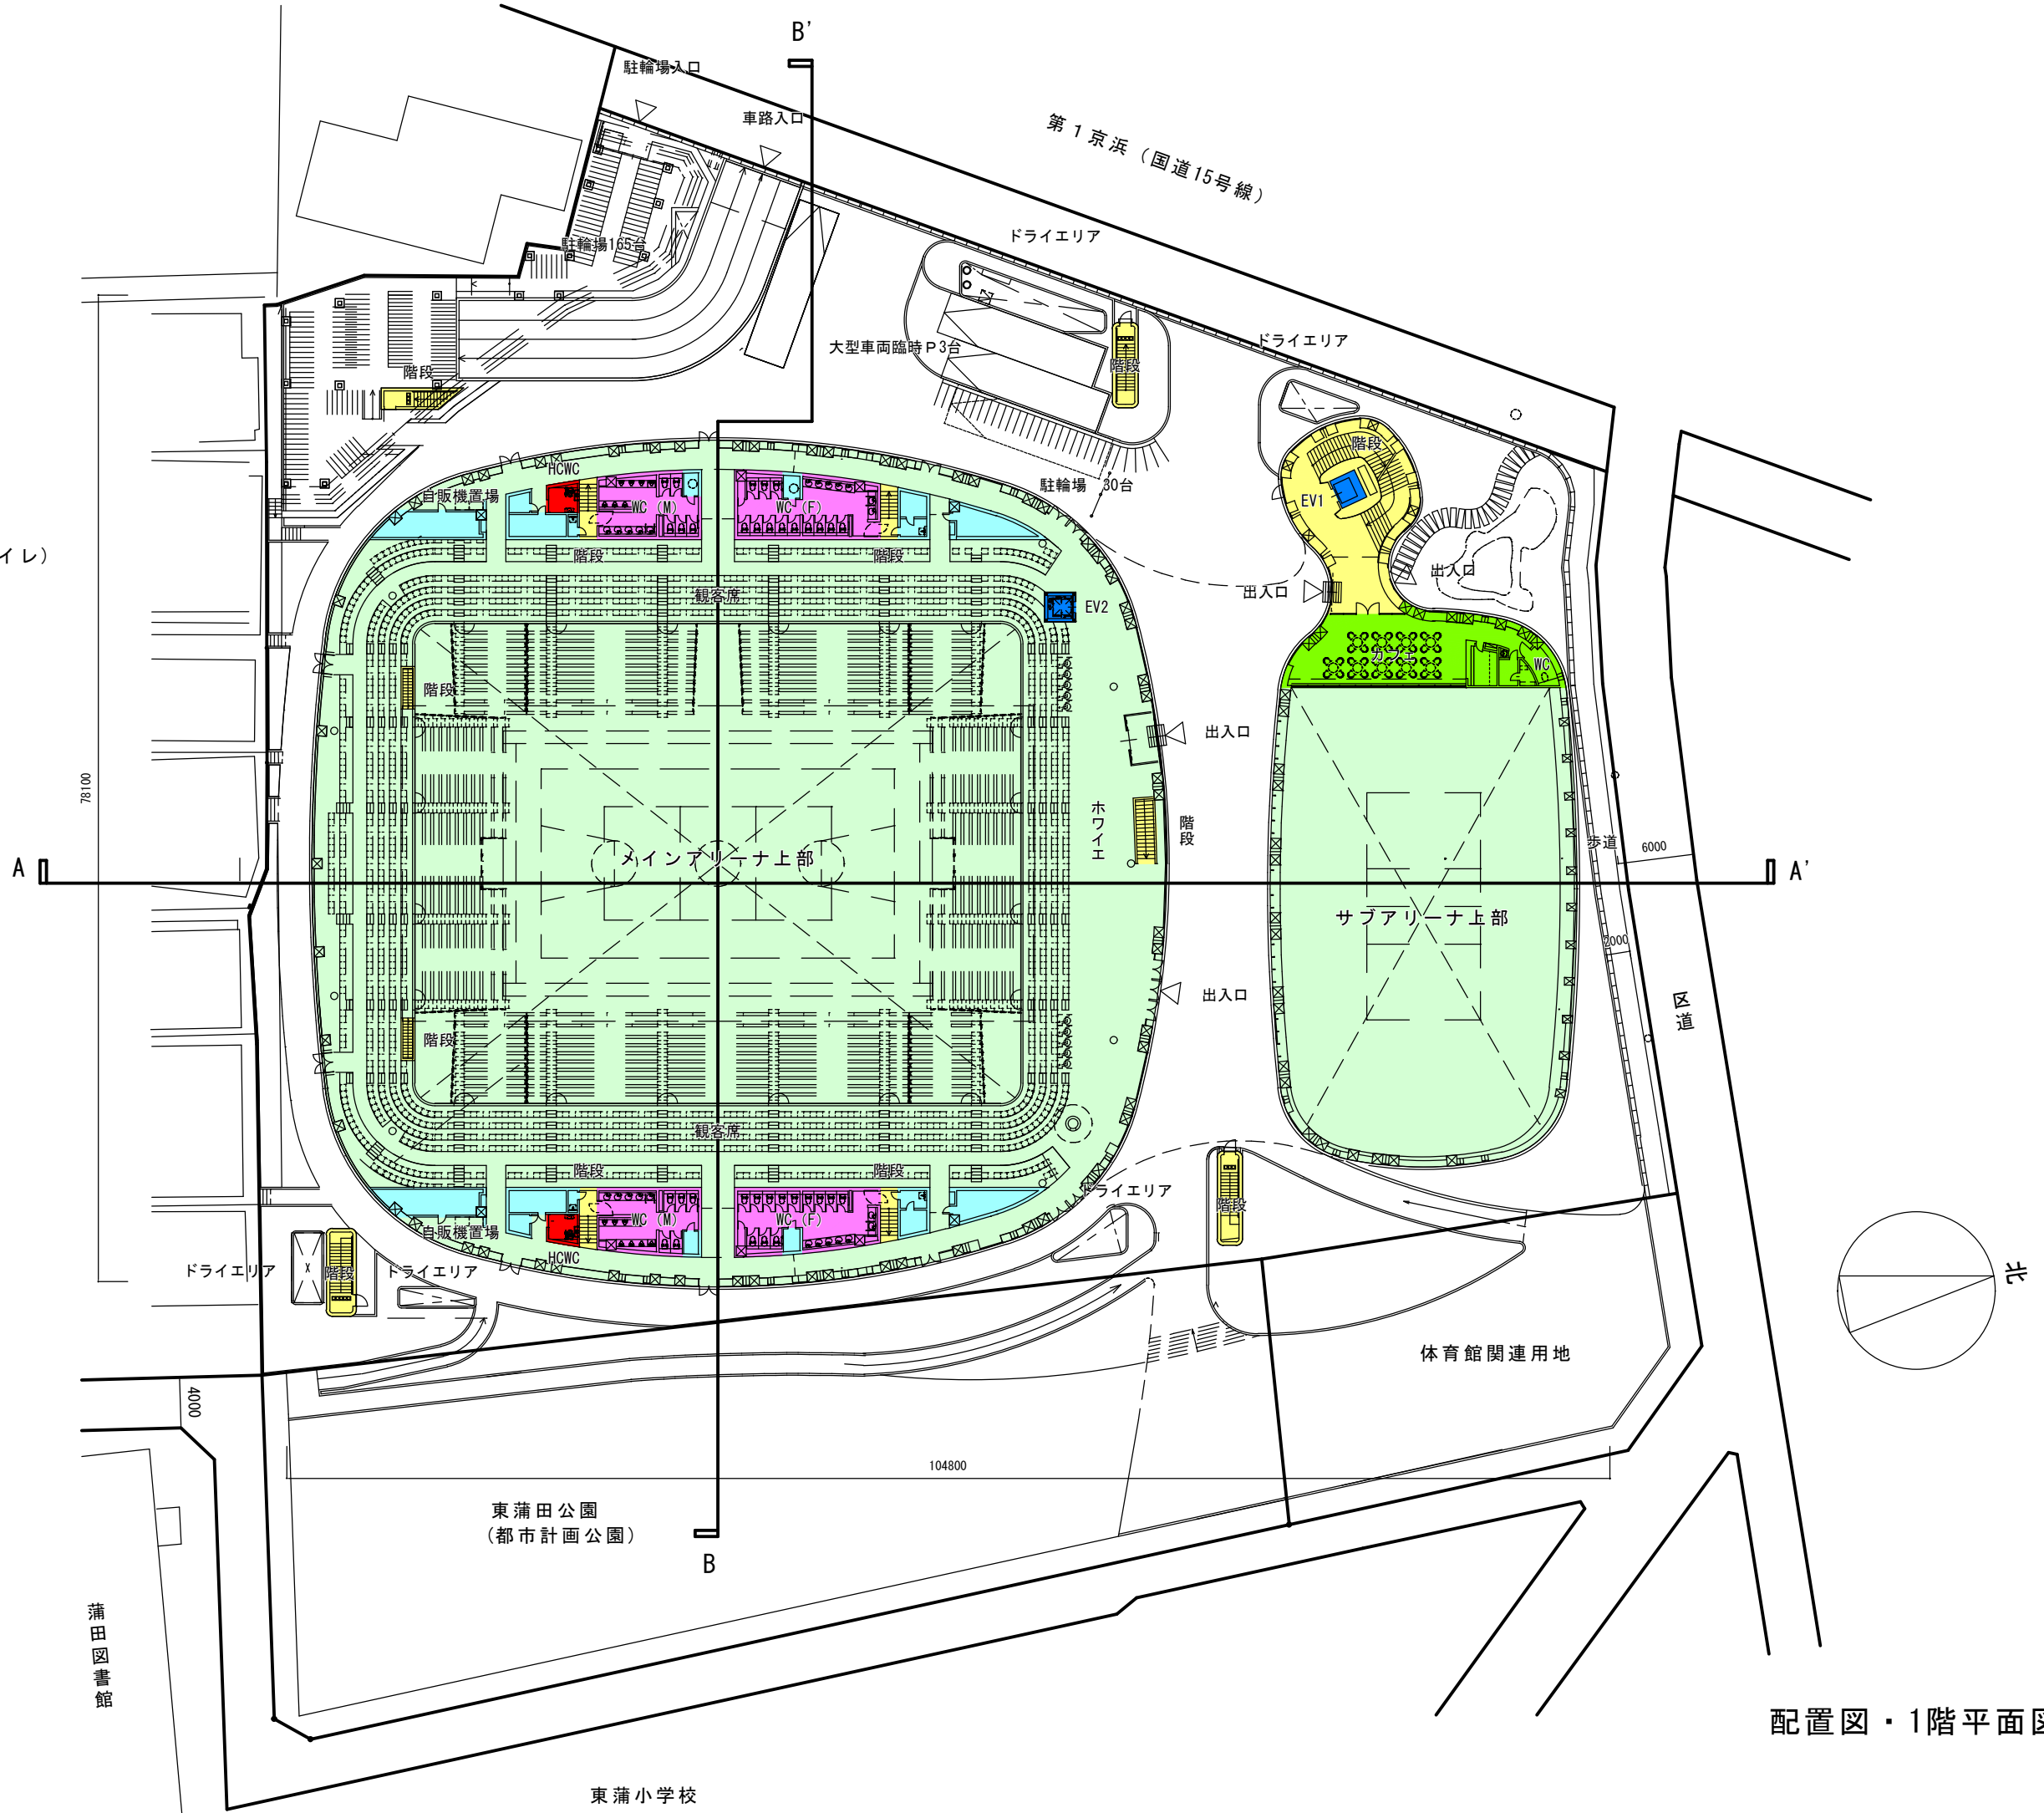 B'
駐輪場入口
車路入口
第1京浜（国道15号線）
ドライエリア
駐輪場165台
ドライエリア
大型車両臨時P3台
階段
階段
階段
HCWC
自販機置場
WC（M）
WC（F）
駐輪場 30台
EV1
イレ）
階段
階段
出入口
出入口
観客席
EV2
カフェ
WC
階段
出入口
78100
ホワイエ
階段
メインアリーナ上部
歩道
6000
A
A'
サブアリーナ上部
2000
出入口
区道
階段
観客席
階段
階段
ドライエリア
階段
WC（M）
WC（F）
自販機置場
HCWC
ドライエリア
階段
ドライエリア
北
体育館関連用地
4000
104800
東蒲田公園
（都市計画公園）
B
蒲田図書館
配置図・1階平面図
東蒲小学校